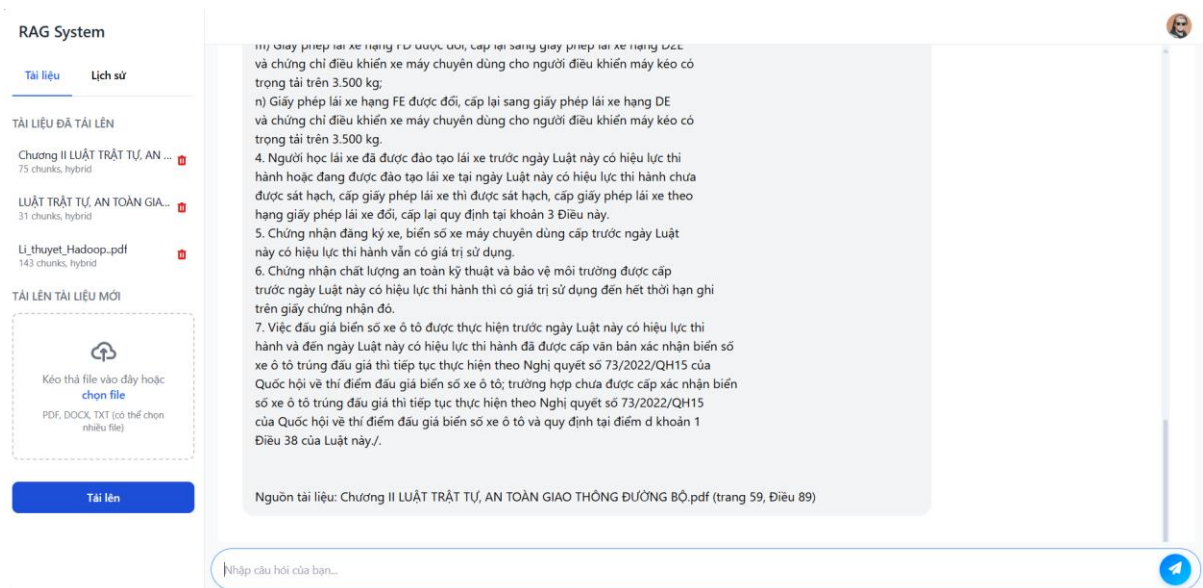 RAG System
Tài liệu Lịch sử
TÀI LIỆU ĐÃ TẢI LÊN
Chương II LUẬT TRẬT TỰ, AN ...
75 chunks, hybrid
LUẬT TRẬT TỰ, AN TOÀN GIA...
31 chunks, hybrid
Li_thuyet_Hadoop..pdf
143 chunks, hybrid
TẢI LÊN TÀI LIỆU MỚI
Kéo thả file vào đây hoặc
chọn file
PDF, DOCX, TXT (có thể chọn
nhiều file)
Tải lên
m) Giấy phép lái xe hạng FD được đổi, cấp lại sang giấy phép lái xe hạng D2E
và chứng chỉ điều khiển xe máy chuyên dùng cho người điều khiển máy kéo có
trọng tải trên 3.500 kg;
n) Giấy phép lái xe hạng FE được đổi, cấp lại sang giấy phép lái xe hạng DE
và chứng chỉ điều khiển xe máy chuyên dùng cho người điều khiển máy kéo có
trọng tải trên 3.500 kg.
4. Người học lái xe đã được đào tạo lái xe trước ngày Luật này có hiệu lực thi
hành hoặc đang được đào tạo lái xe tại ngày Luật này có hiệu lực thi hành chưa
được sát hạch, cấp giấy phép lái xe thì được sát hạch, cấp giấy phép lái xe theo
hạng giấy phép lái xe đổi, cấp lại quy định tại khoản 3 Điều này.
5. Chứng nhận đăng ký xe, biển số xe máy chuyên dùng cấp trước ngày Luật
này có hiệu lực thi hành vẫn có giá trị sử dụng.
6. Chứng nhận chất lượng an toàn kỹ thuật và bảo vệ môi trường được cấp
trước ngày Luật này có hiệu lực thi hành thì có giá trị sử dụng đến hết thời hạn ghi
trên giấy chứng nhận đó.
7. Việc đấu giá biển số xe ô tô được thực hiện trước ngày Luật này có hiệu lực thi
hành và đến ngày Luật này có hiệu lực thi hành đã được cấp văn bản xác nhận biển số
xe ô tô trúng đấu giá thì tiếp tục thực hiện theo Nghị quyết số 73/2022/QH15 của
Quốc hội về thí điểm đấu giá biển số xe ô tô; trường hợp chưa được cấp xác nhận biển
số xe ô tô trúng đấu giá thì tiếp tục thực hiện theo Nghị quyết số 73/2022/QH15
của Quốc hội về thí điểm đấu giá biển số xe ô tô và quy định tại điểm d khoản 1
Điều 38 của Luật này./.
Nguồn tài liệu: Chương II LUẬT TRẬT TỰ, AN TOÀN GIAO THÔNG ĐƯỜNG BỘ.pdf (trang 59, Điều 89)
Nhập câu hỏi của bạn...